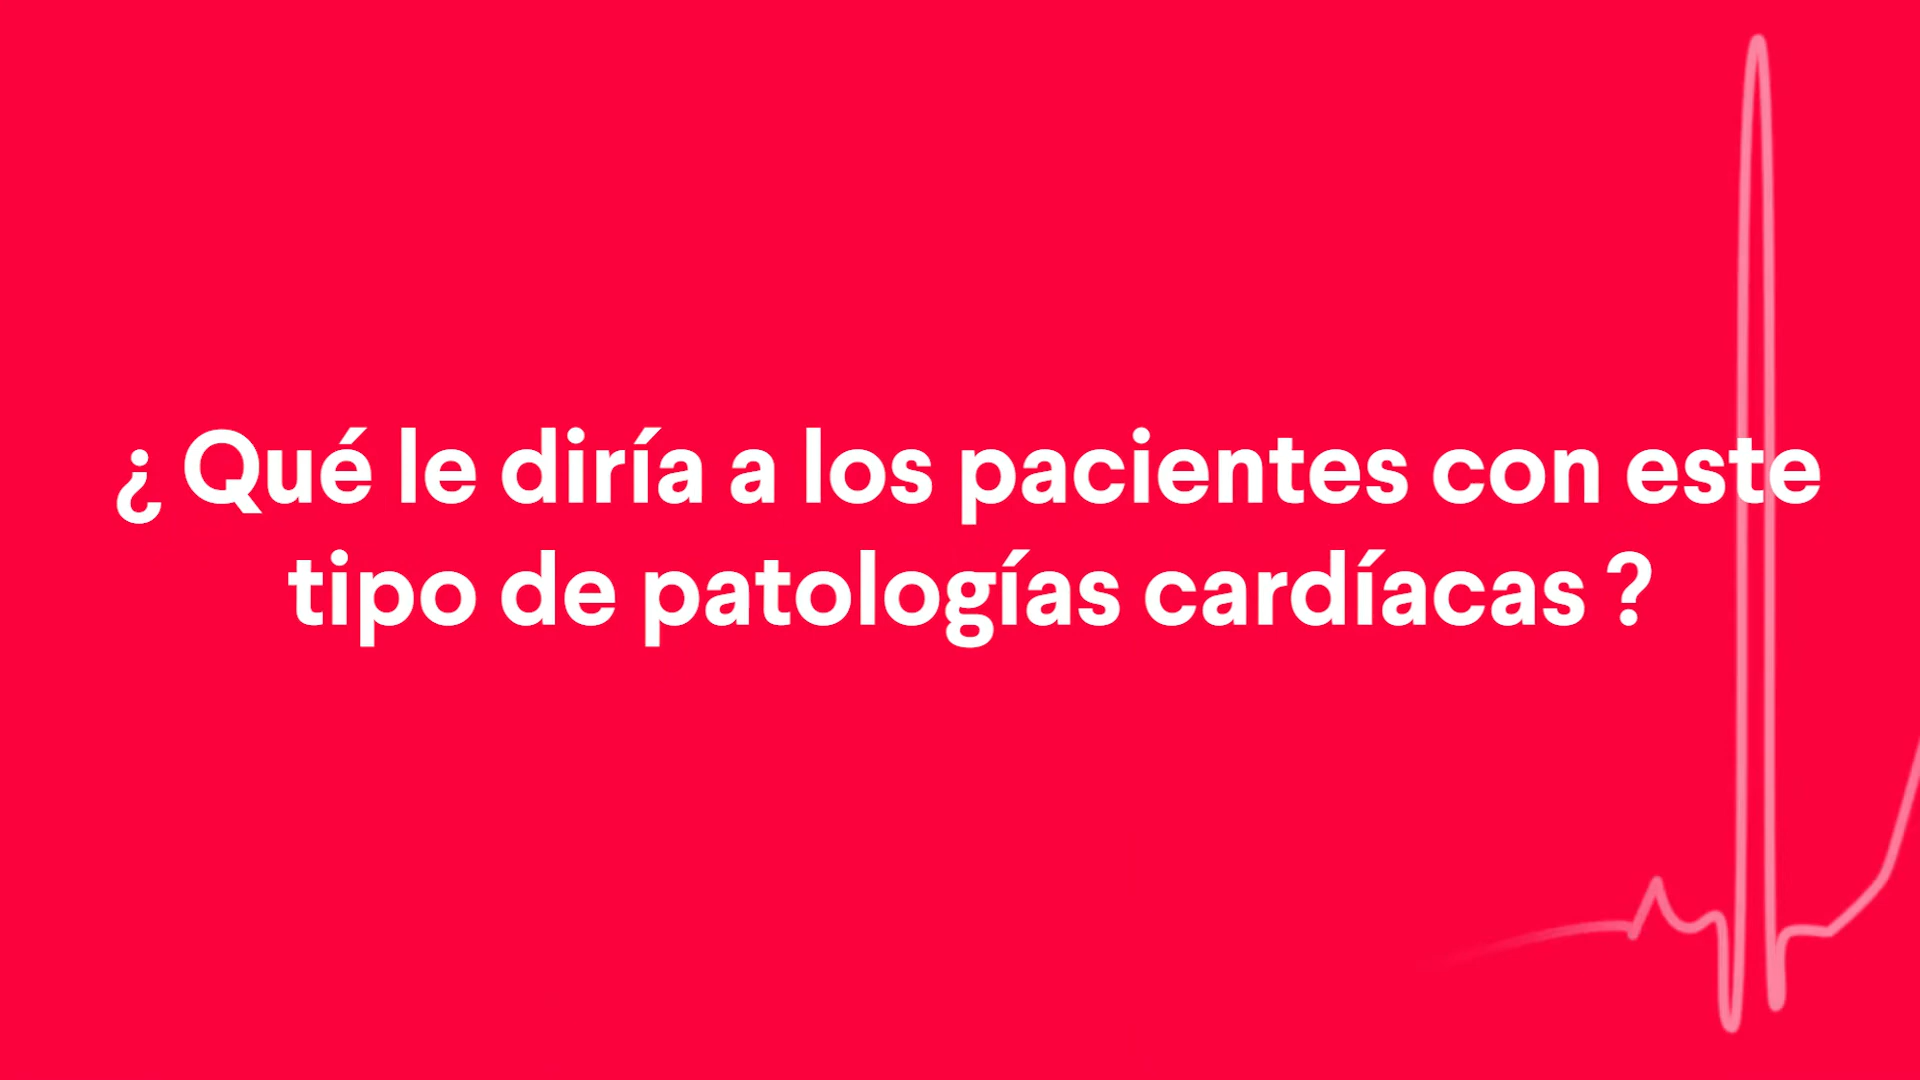 ¿ Qué le diría a los pacientes con este
tipo de patologías cardíacas ?